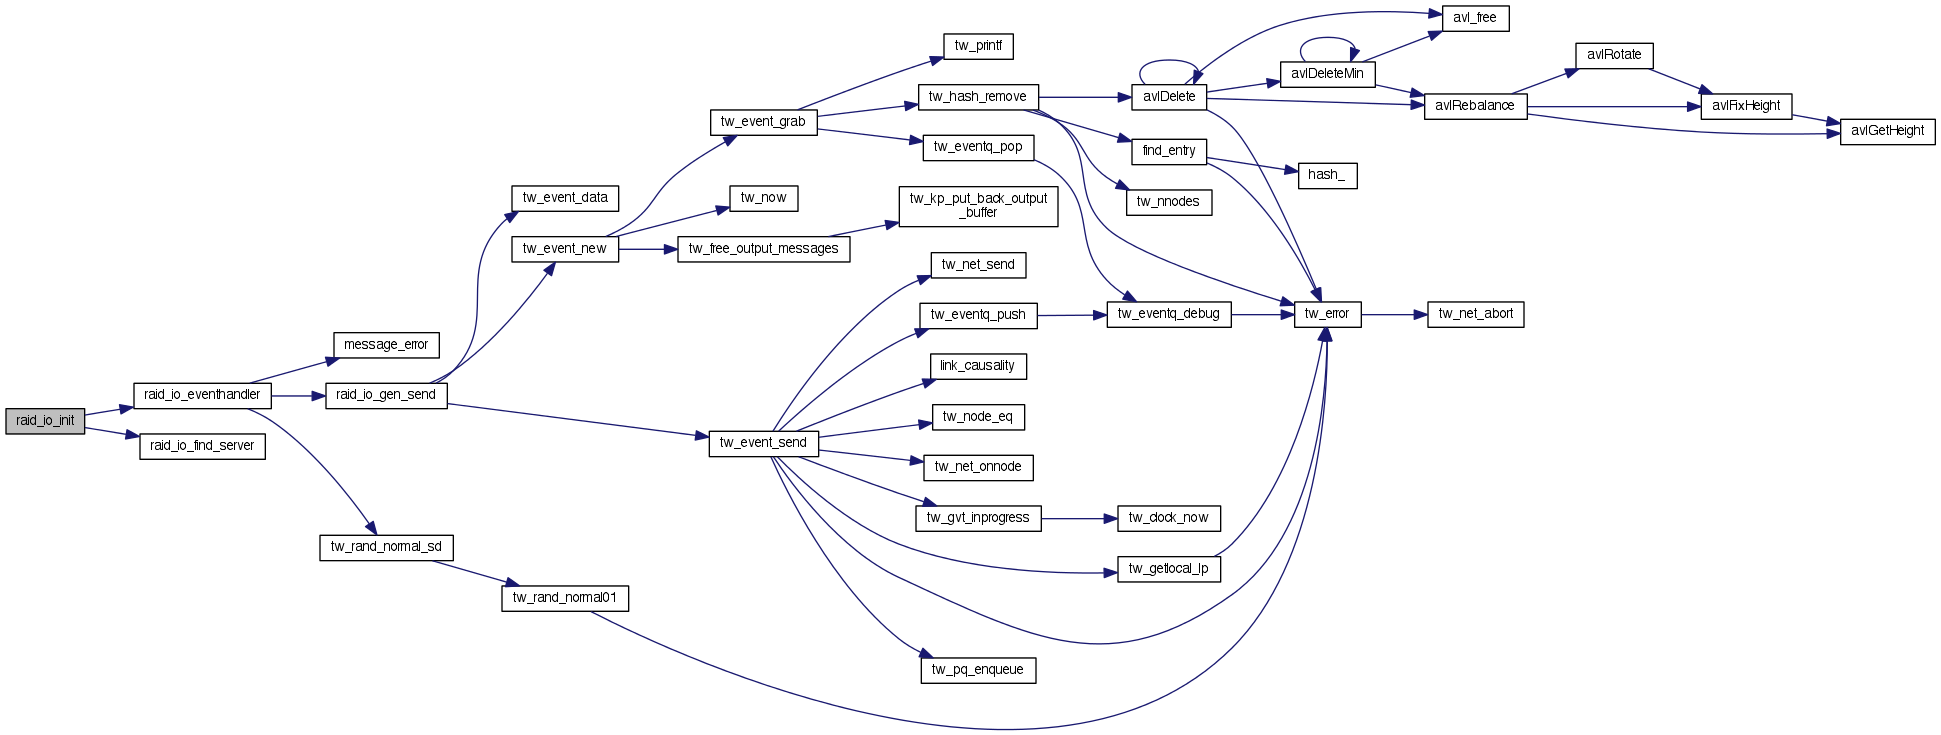 raid_io_init
raid_io_eventhandler
raid_io_find_server
message_error
raid_io_gen_send
tw_rand_normal_sd
tw_event_data
tw_event_new
tw_rand_normal01
tw_event_grab
tw_now
tw_free_output_messages
tw_event_send
tw_printf
tw_hash_remove
tw_eventq_pop
tw_kp_put_back_output
_buffer
tw_net_send
tw_eventq_push
link_causality
tw_node_eq
tw_net_onnode
tw_gvt_inprogress
tw_pq_enqueue
avlDelete
find_entry
tw_nnodes
tw_eventq_debug
tw_clock_now
tw_getlocal_lp
avlDeleteMin
hash_
tw_error
avl_free
avlRebalance
tw_net_abort
avlRotate
avlFixHeight
avlGetHeight